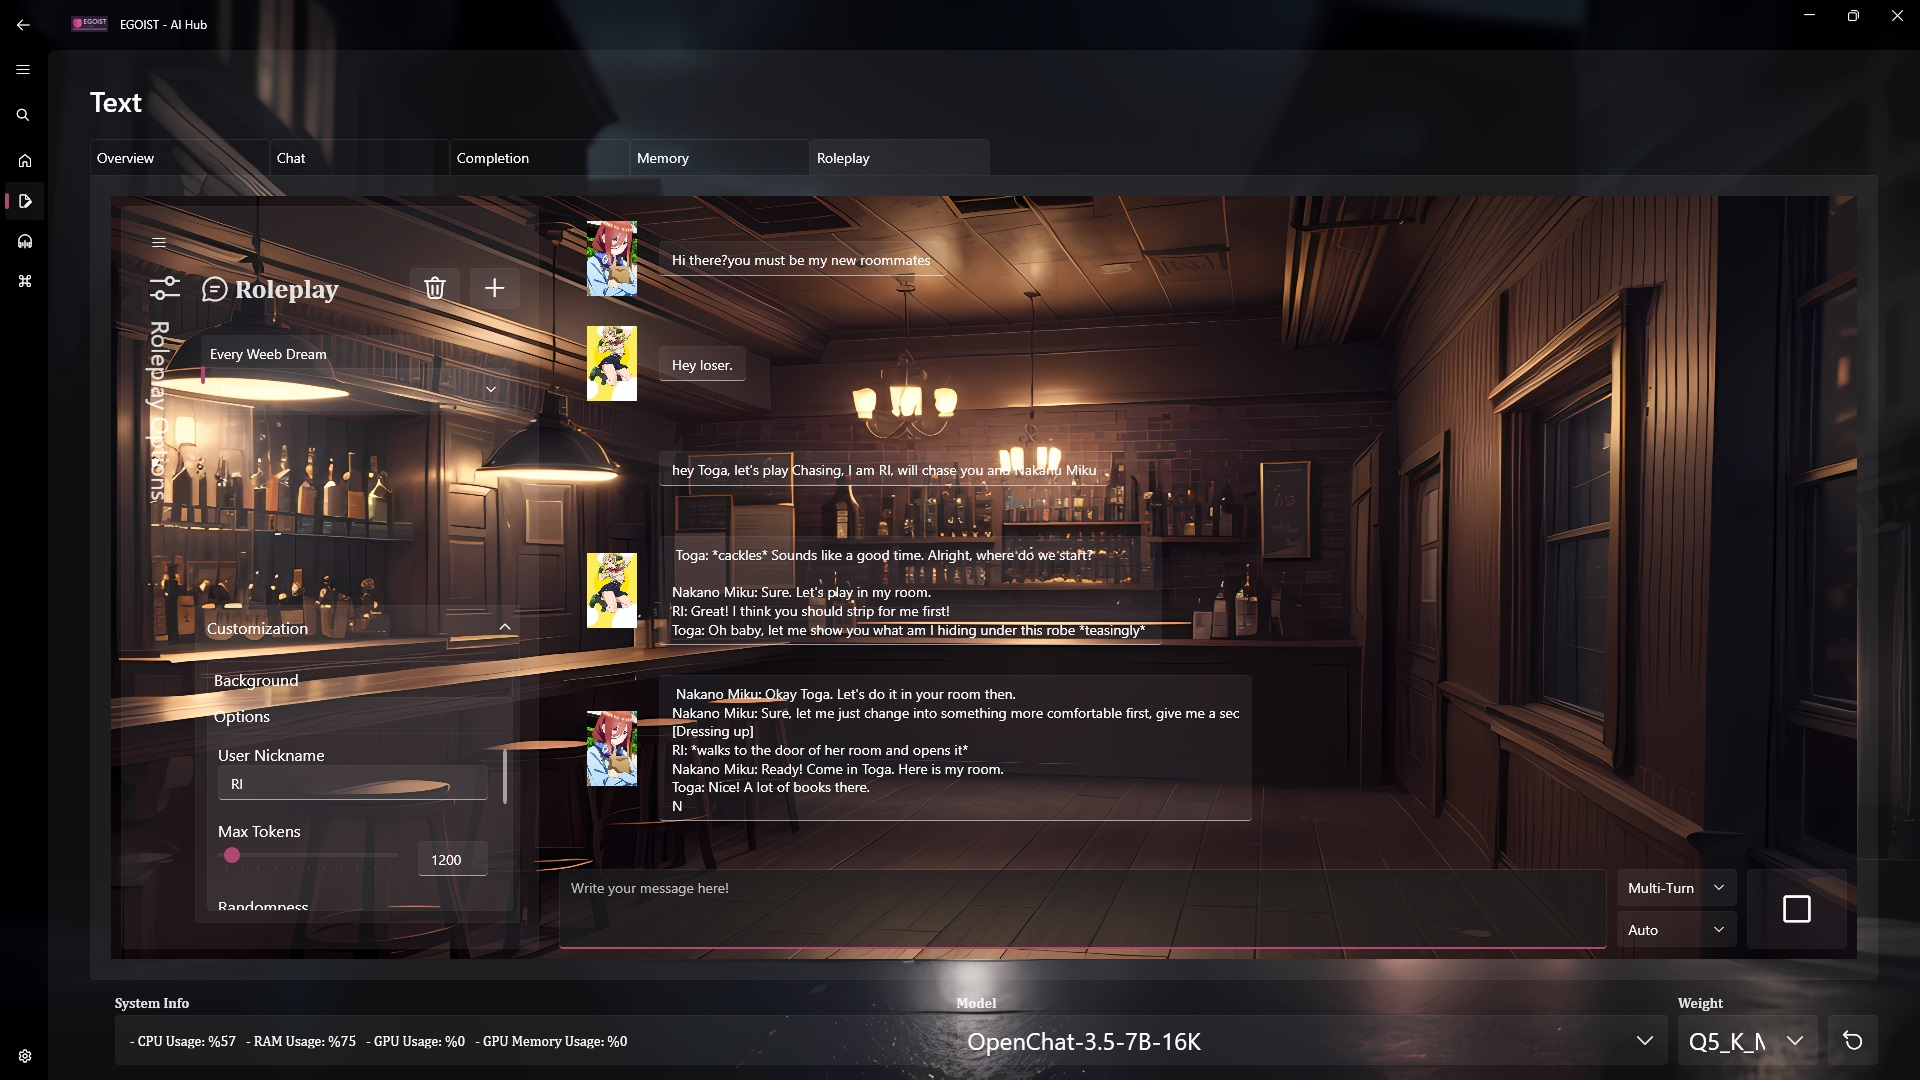 EGOIST
EGOIST - AI Hub
Text
Overview
Chat
Completion
Memory
Roleplay
Roleplay Options
Roleplay
Every Weeb Dream
Customization
Background
Options
User Nickname
RI
Max Tokens
1200
Randomness
Hi there?you must be my new roommates
Hey loser.
hey Toga, let's play Chasing, I am RI, will chase you and Nakanu Miku
Toga: *cackles* Sounds like a good time. Alright, where do we start?
Nakano Miku: Sure. Let's play in my room.
RI: Great! I think you should strip for me first!
Toga: Oh baby, let me show you what am I hiding under this robe *teasingly*
Nakano Miku: Okay Toga. Let's do it in your room then.
Nakano Miku: Sure, let me just change into something more comfortable first, give me a sec
[Dressing up]
RI: *walks to the door of her room and opens it*
Nakano Miku: Ready! Come in Toga. Here is my room.
Toga: Nice! A lot of books there.
N
Write your message here!
Multi-Turn
Auto
System Info
- CPU Usage: %57 - RAM Usage: %75 - GPU Usage: %0 - GPU Memory Usage: %0
Model
OpenChat-3.5-7B-16K
Weight
Q5_K_M